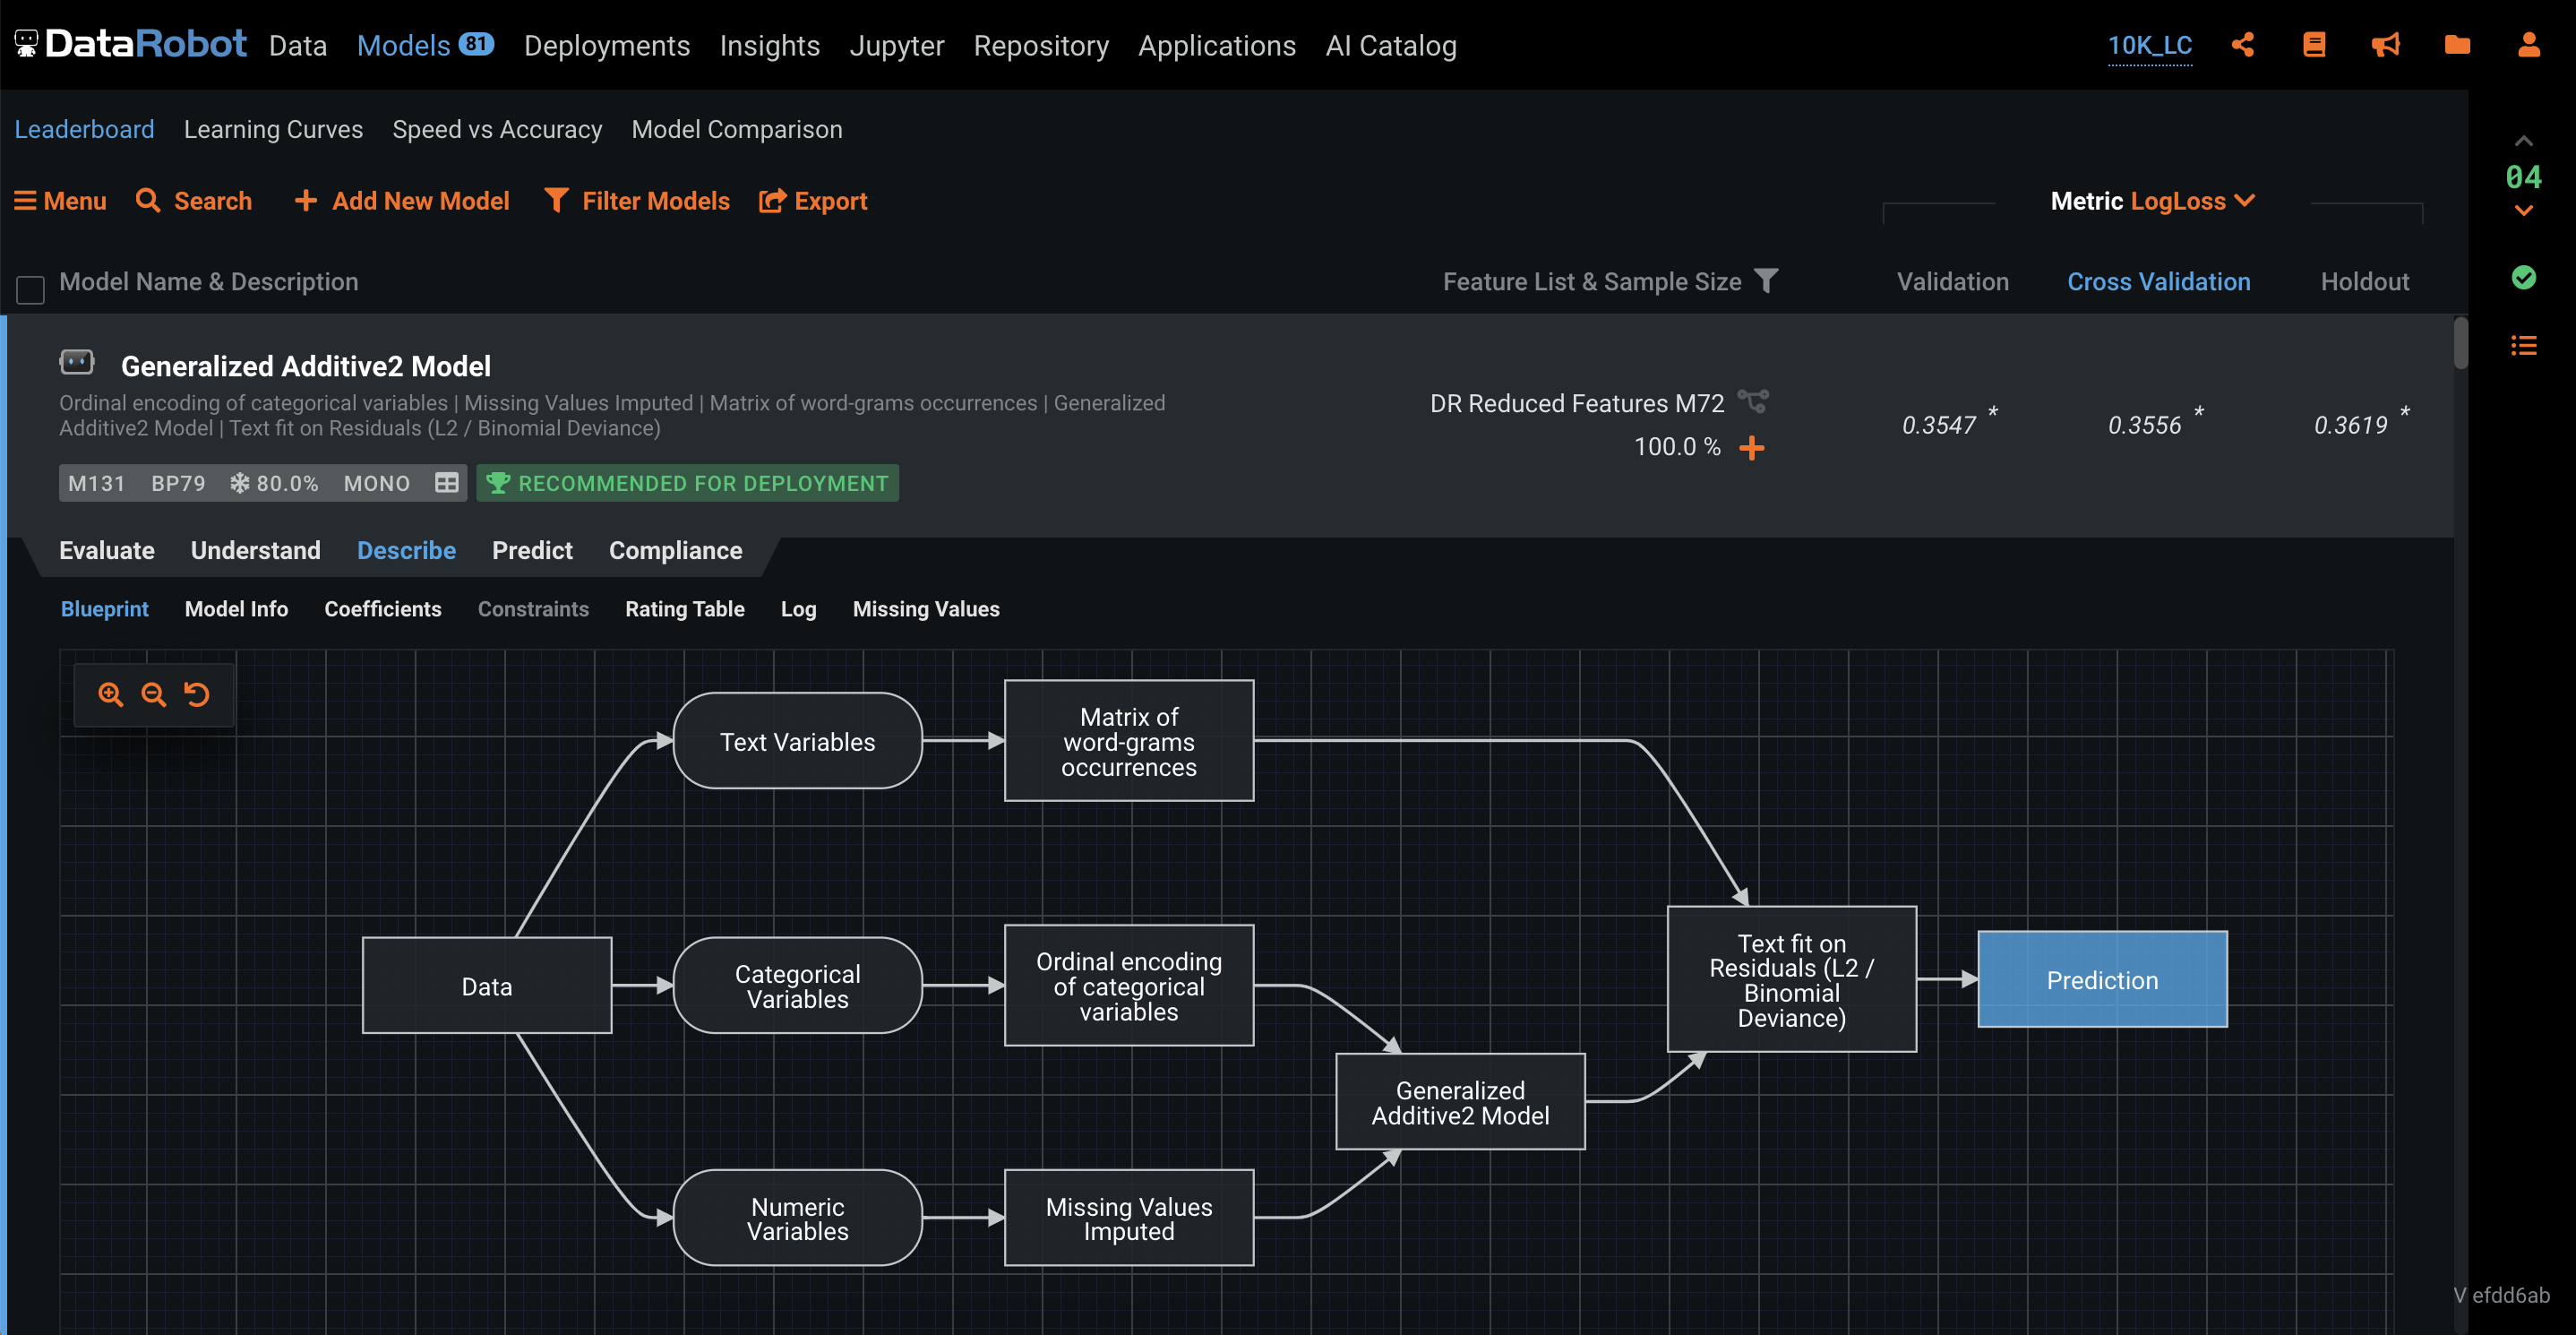 DataRobot Data Models 81 Deployments Insights Jupyter Repository Applications AI Catalog 10K_LC
Leaderboard Learning Curves Speed vs Accuracy Model Comparison
04
Menu Search + Add New Model Filter Models Export Metric LogLoss
Model Name & Description Feature List & Sample Size Validation Cross Validation Holdout
Generalized Additive2 Model
Ordinal encoding of categorical variables | Missing Values Imputed | Matrix of word-grams occurrences | Generalized
Additive2 Model | Text fit on Residuals (L2 / Binomial Deviance)
DR Reduced Features M72
100.0 % +
0.3547 * 0.3556 * 0.3619 *
M131 BP79 80.0% MONO RECOMMENDED FOR DEPLOYMENT
Evaluate Understand Describe Predict Compliance
Blueprint Model Info Coefficients Constraints Rating Table Log Missing Values
Text Variables
Matrix of
word-grams
occurrences
Data
Categorical
Variables
Ordinal encoding
of categorical
variables
Numeric
Variables
Missing Values
Imputed
Generalized
Additive2 Model
Text fit on
Residuals (L2 /
Binomial
Deviance)
Prediction
V efdd6ab